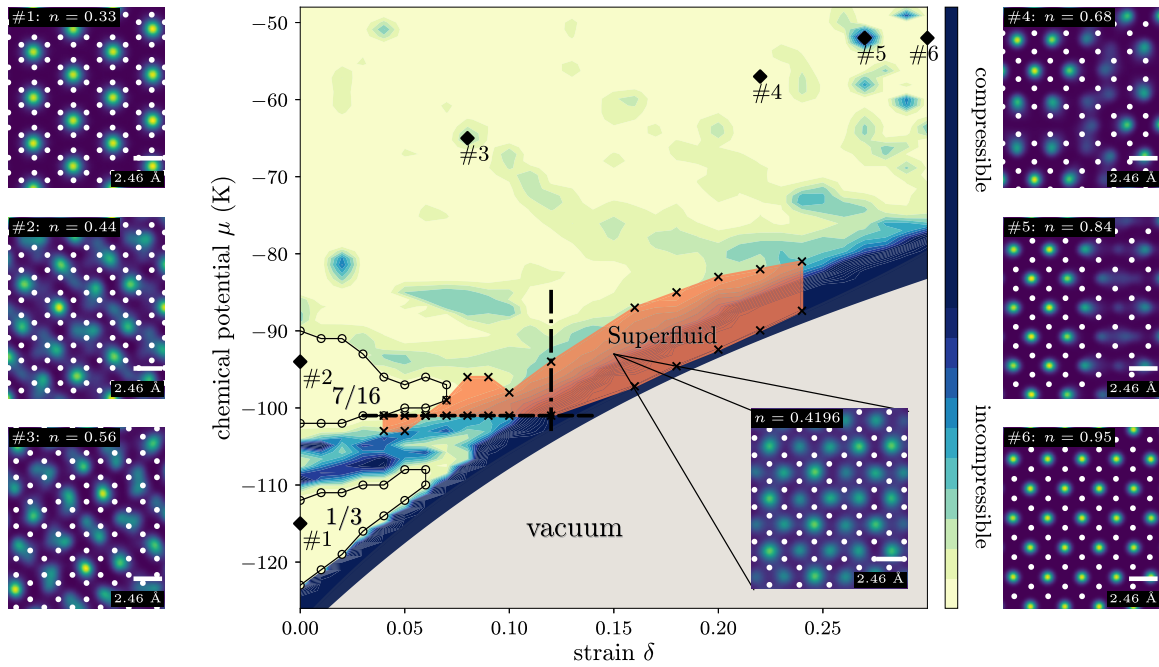 #1: n = 0.33
2.46 Å
#2: n = 0.44
2.46 Å
#3: n = 0.56
2.46 Å
chemical potential μ (K)
−60
−70
−80
−90
−100
−110
−120
#1
#2
#3
#4
#5
#6
7/16
1/3
Superfluid
vacuum
n = 0.4196
2.46 Å
0.00
0.05
0.10
0.15
0.20
0.25
strain δ
compressible
incompressible
#4: n = 0.68
2.46 Å
#5: n = 0.84
2.46 Å
#6: n = 0.95
2.46 Å